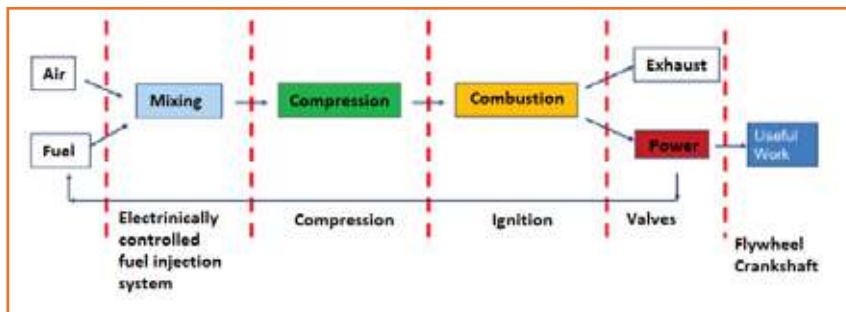 Air
Fuel
Mixing
Compression
Combustion
Exhaust
Power
Useful
Work
Electrinically
controlled
fuel injection
system
Compression
Ignition
Valves
Flywheel
Crankshaft